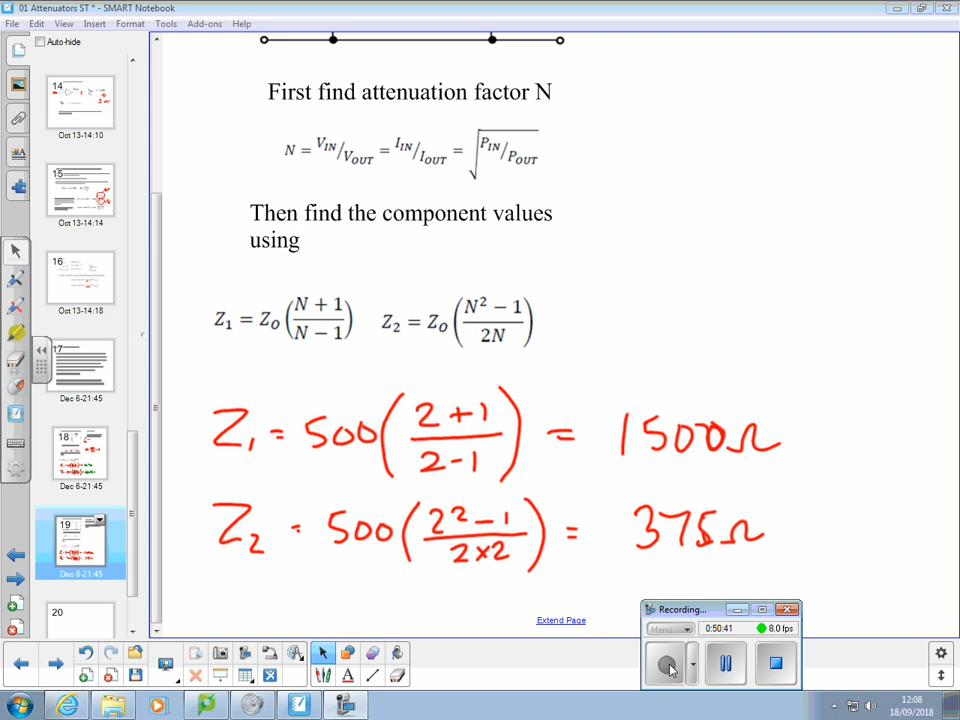 01 Attenuators ST * - SMART Notebook
File Edit View Insert Format Tools Add-ons Help
Auto-hide
14
Oct 13-14:10
15
Oct 13-14:14
16
Oct 13-14:18
17
Dec 6-21:45
18
Dec 6-21:45
19
Dec 6-21:45
20
First find attenuation factor N
N = V_IN/V_OUT = I_IN/I_OUT = √(P_IN/P_OUT)
Then find the component values
using
Z₁ = Z_O((N + 1)/(N − 1)) Z₂ = Z_O((N² − 1)/2N)
Z₁ = 500((2 + 1)/(2 - 1)) = 1500Ω
Z₂ = 500((2² - 1)/(2 × 2)) = 375Ω
Extend Page
Recording...
Menu 0:50:41 8.0 fps
12:08
18/09/2018